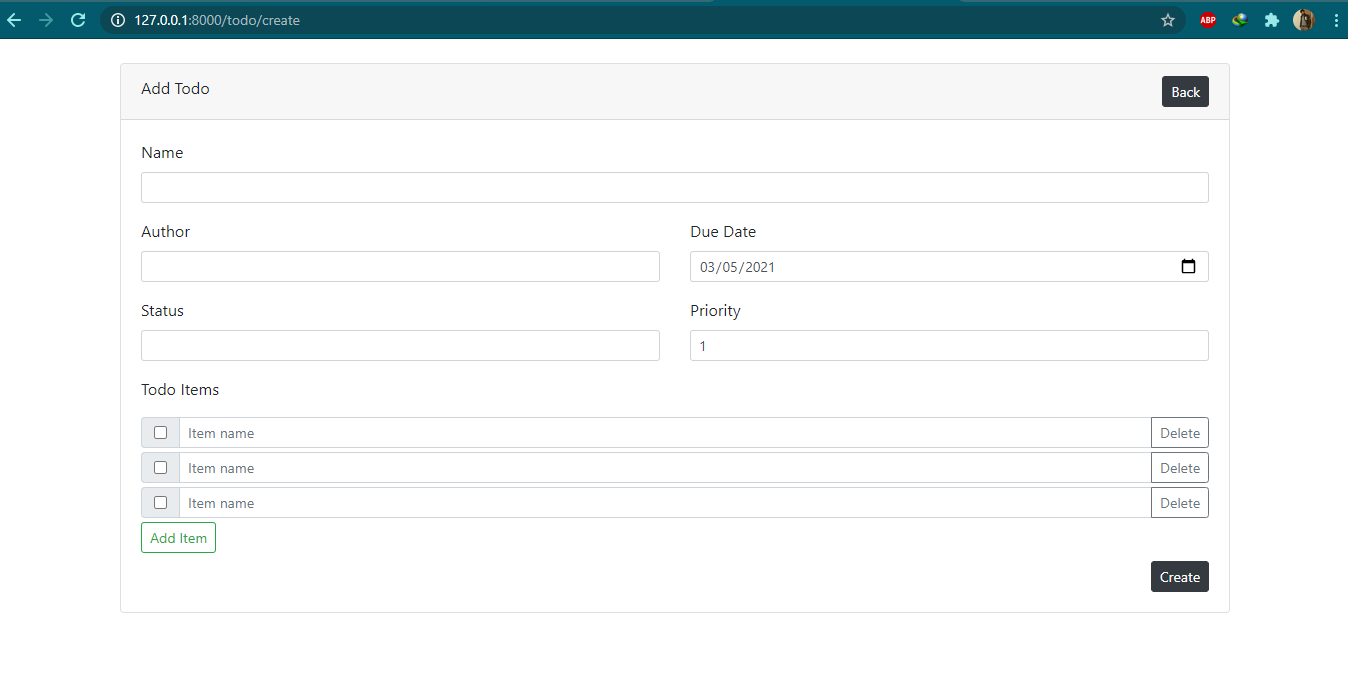 127.0.0.1:8000/todo/create
ABP
Add Todo
Back
Name
Author
Due Date
03/05/2021
Status
Priority
1
Todo Items
Item name
Delete
Item name
Delete
Item name
Delete
Add Item
Create